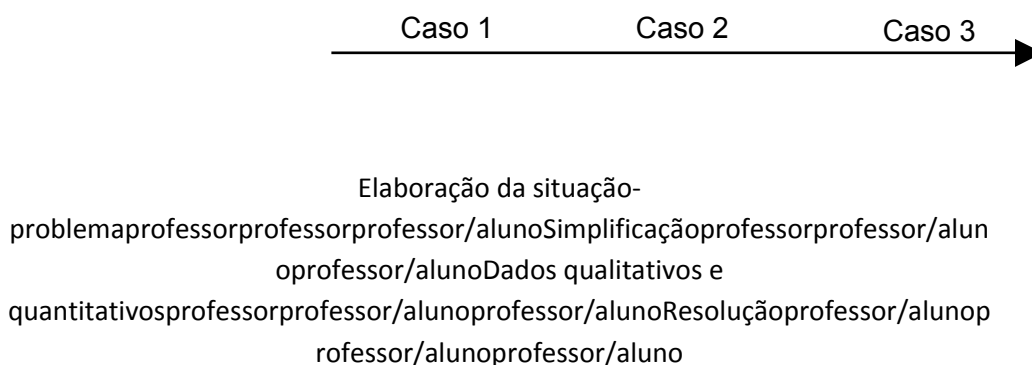 Caso 1 Caso 2 Caso 3
Elaboração da situação-
problemaprofessorprofessorprofessor/alunoSimplificaçãoprofessorprofessor/alun
oprofessor/alunoDados qualitativos e
quantitativosprofessorprofessor/alunoprofessor/alunoResoluçãoprofessor/alunop
rofessor/alunoprofessor/aluno